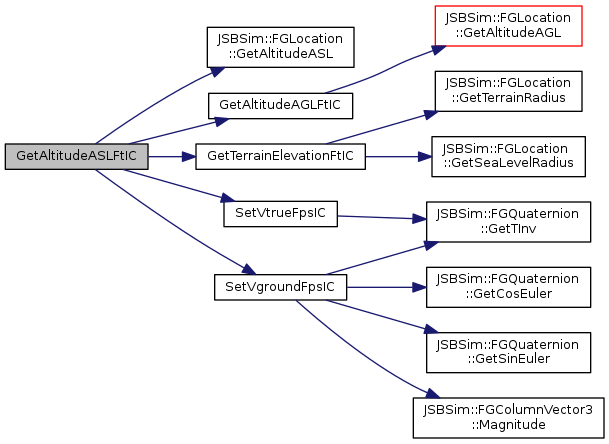 GetAltitudeASLFtIC
JSBSim::FGLocation
::GetAltitudeASL
GetAltitudeAGLFtIC
GetTerrainElevationFtIC
SetVtrueFpsIC
SetVgroundFpsIC
JSBSim::FGLocation
::GetAltitudeAGL
JSBSim::FGLocation
::GetTerrainRadius
JSBSim::FGLocation
::GetSeaLevelRadius
JSBSim::FGQuaternion
::GetTInv
JSBSim::FGQuaternion
::GetCosEuler
JSBSim::FGQuaternion
::GetSinEuler
JSBSim::FGColumnVector3
::Magnitude